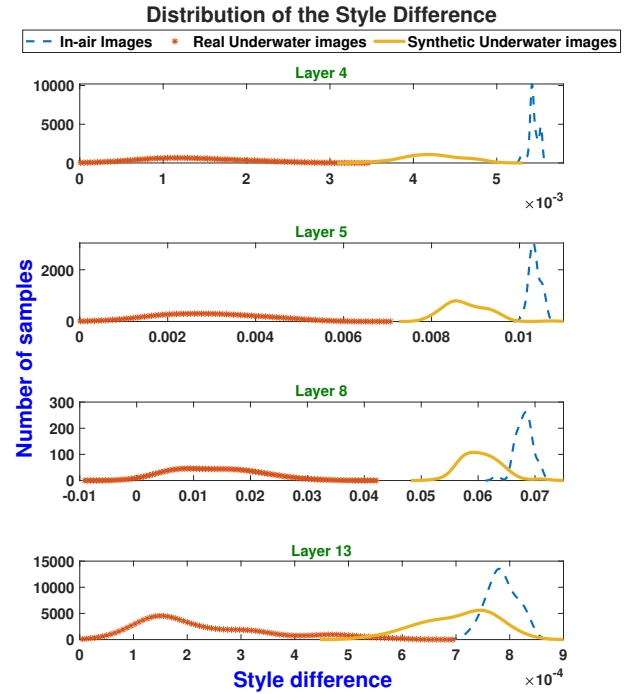 Distribution of the Style Difference
In-air Images Real Underwater images Synthetic Underwater images
Layer 4
10000
5000
0
0 1 2 3 4 5
×10⁻³
Layer 5
2000
0
0 0.002 0.004 0.006 0.008 0.01
Number of samples
Layer 8
300
200
100
0
-0.01 0 0.01 0.02 0.03 0.04 0.05 0.06 0.07
Layer 13
15000
10000
5000
0
0 1 2 3 4 5 6 7 8 9
×10⁻⁴
Style difference